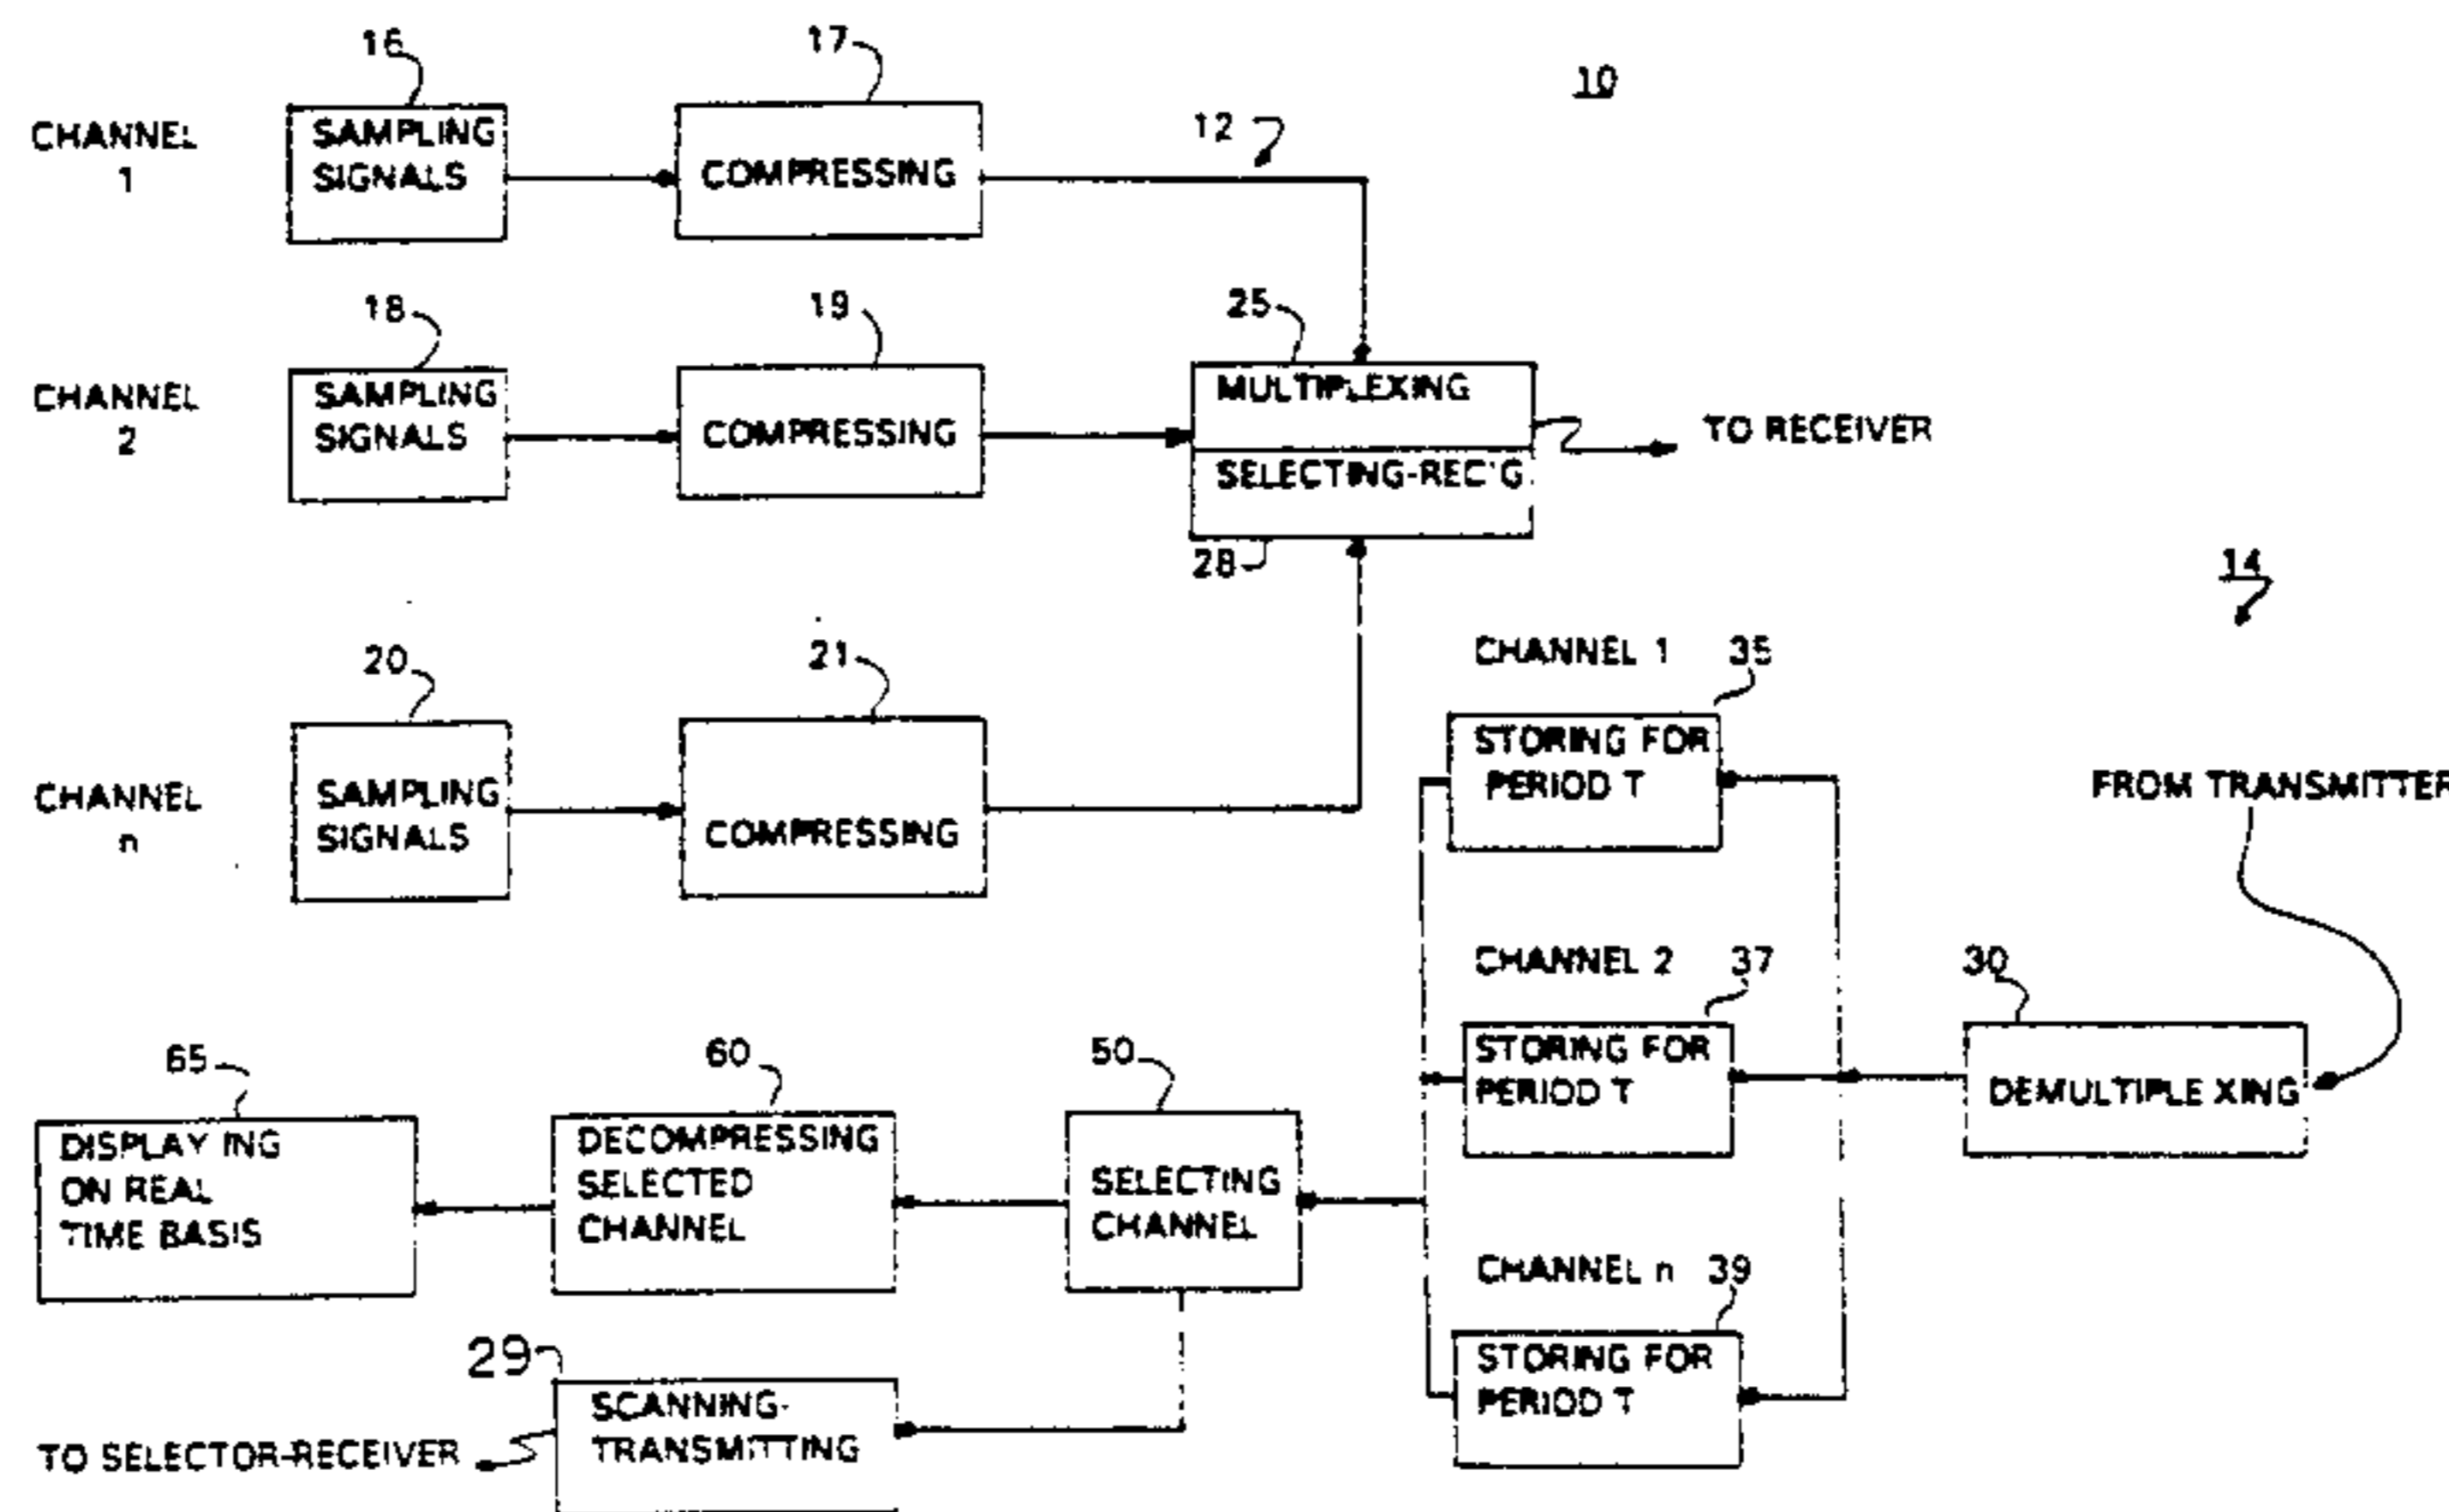 16
17
10
12
CHANNEL
1
SAMPLING
SIGNALS
COMPRESSING
18
19
25
CHANNEL
2
SAMPLING
SIGNALS
COMPRESSING
MULTIPLEXING
SELECTING-REC'G
28
TO RECEIVER
14
20
21
CHANNEL
n
SAMPLING
SIGNALS
COMPRESSING
CHANNEL 1 35
STORING FOR
PERIOD T
FROM TRANSMITTER
CHANNEL 2 37
STORING FOR
PERIOD T
30
DEMULTIPLEXING
65
DISPLAYING
ON REAL
TIME BASIS
60
DECOMPRESSING
SELECTED
CHANNEL
50
SELECTING
CHANNEL
CHANNEL n 39
STORING FOR
PERIOD T
29
SCANNING-
TRANSMITTING
TO SELECTOR-RECEIVER